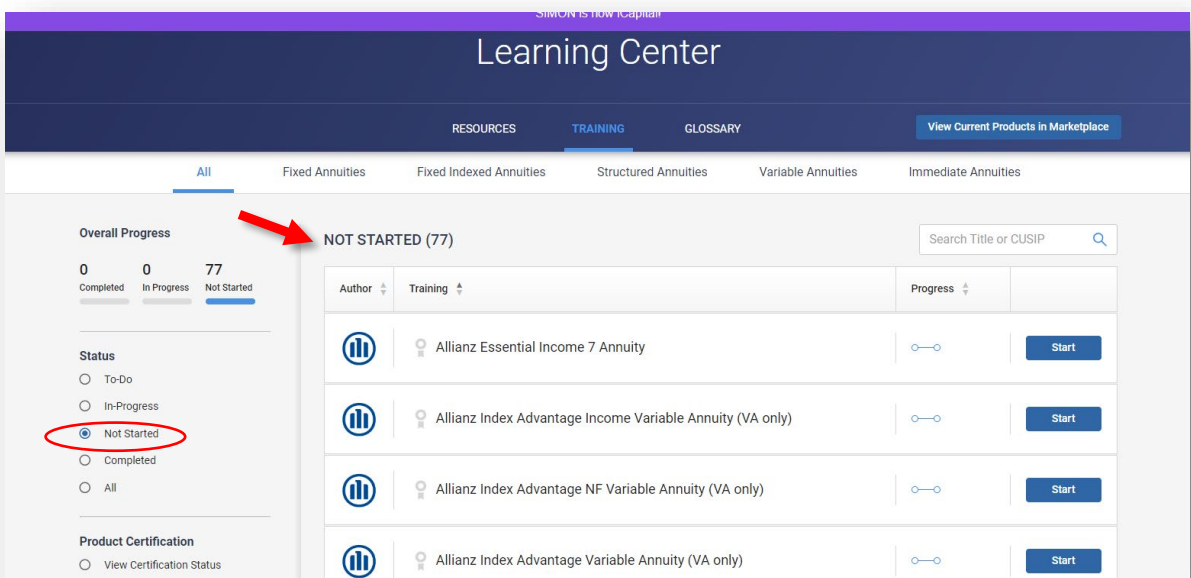 SIMON is now iCapital!
Learning Center
RESOURCES TRAINING GLOSSARY View Current Products in Marketplace
All Fixed Annuities Fixed Indexed Annuities Structured Annuities Variable Annuities Immediate Annuities
Overall Progress
0 0 77
Completed In Progress Not Started
Status
To-Do
In-Progress
Not Started
Completed
All
Product Certification
View Certification Status
NOT STARTED (77) Search Title or CUSIP
Author Training Progress
Allianz Essential Income 7 Annuity Start
Allianz Index Advantage Income Variable Annuity (VA only) Start
Allianz Index Advantage NF Variable Annuity (VA only) Start
Allianz Index Advantage Variable Annuity (VA only) Start